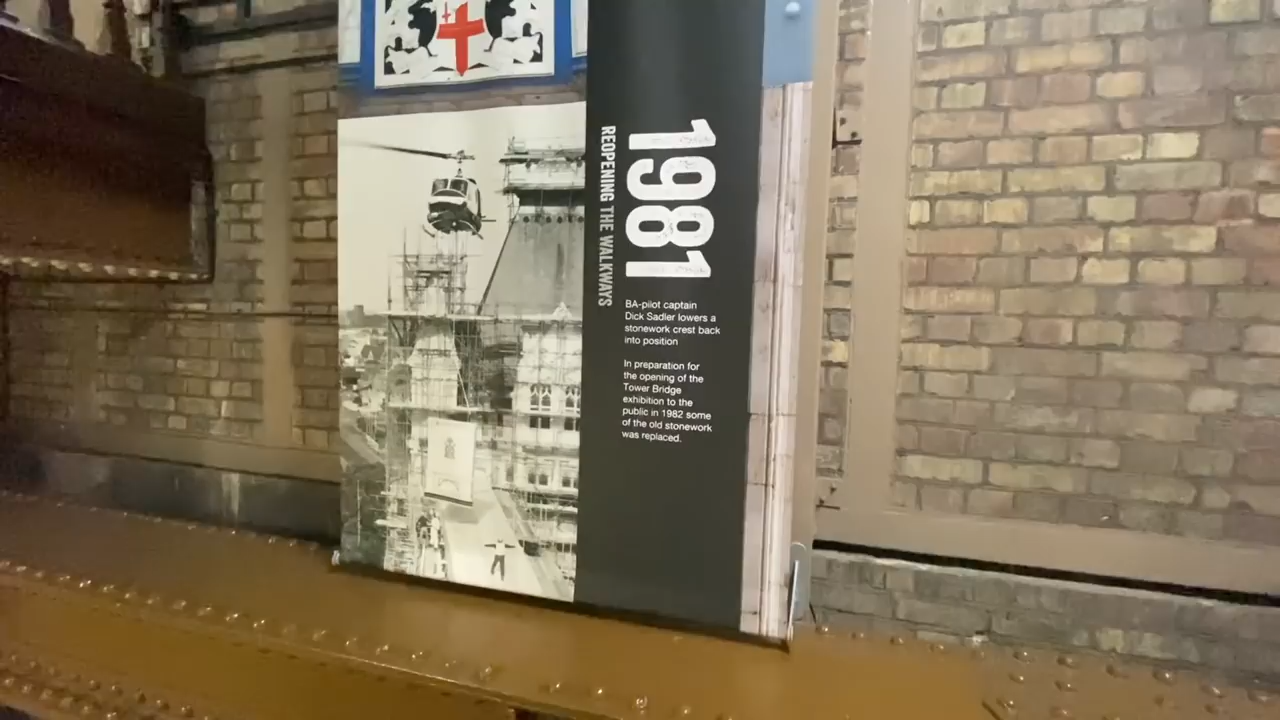 1981
REOPENING THE WALKWAYS
BA-pilot captain
Dick Sadler lowers a
stonework crest back
into position
In preparation for
the opening of the
Tower Bridge
exhibition to the
public in 1982 some
of the old stonework
was replaced.